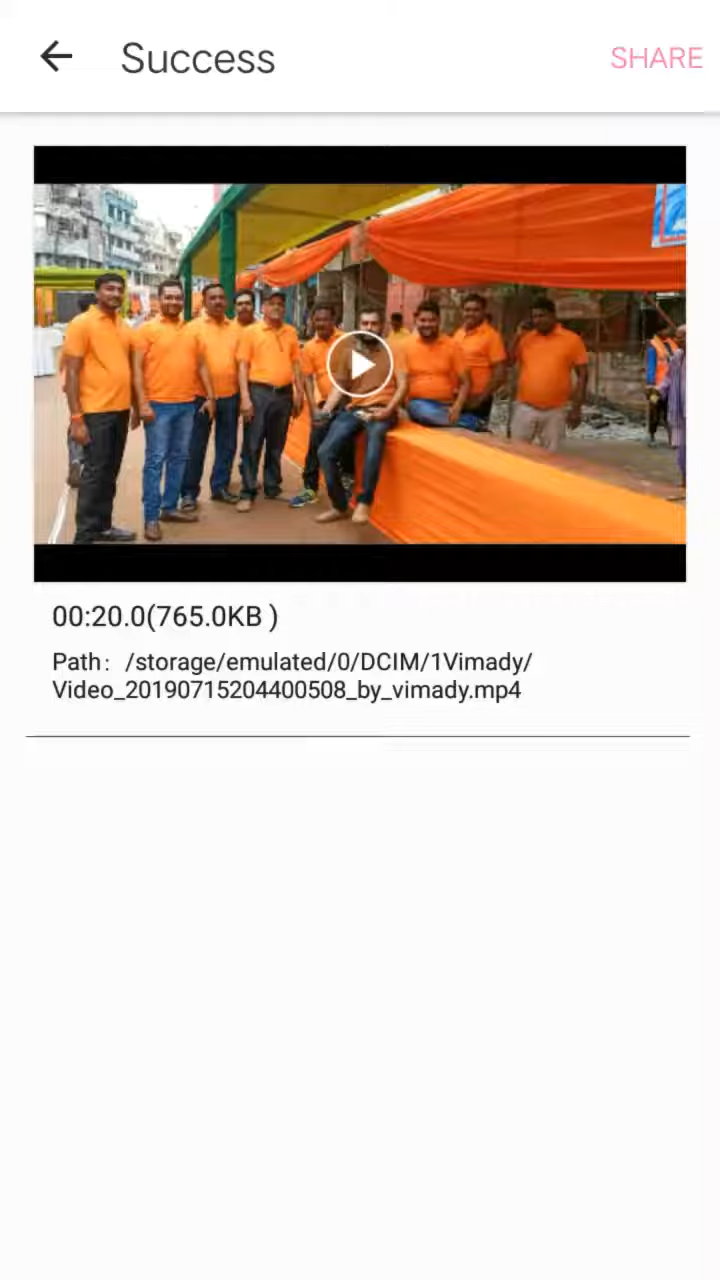 Success
SHARE
00:20.0(765.0KB )
Path: /storage/emulated/0/DCIM/1Vimady/
Video_20190715204400508_by_vimady.mp4